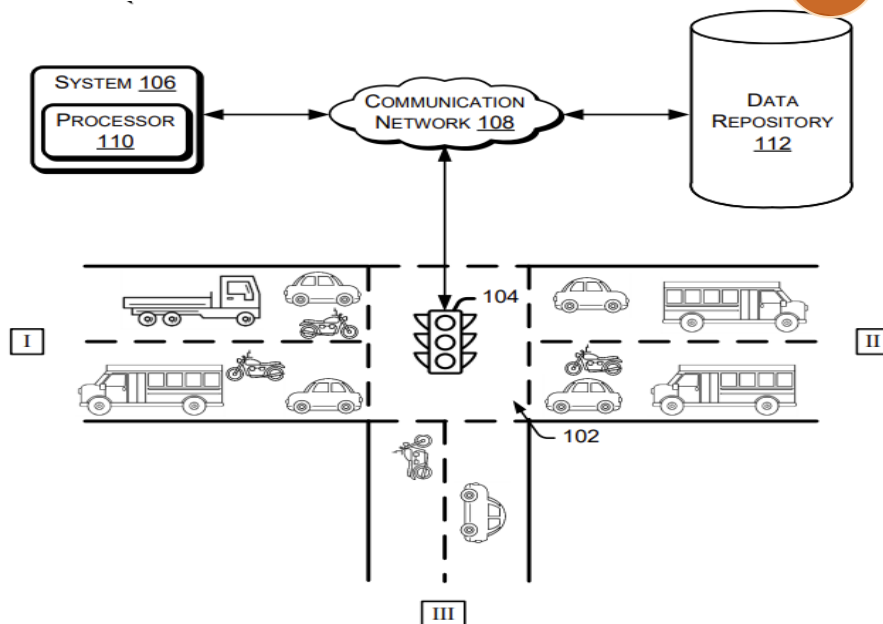 SYSTEM 106
PROCESSOR
110
COMMUNICATION
NETWORK 108
DATA
REPOSITORY
112
104
I
II
102
III